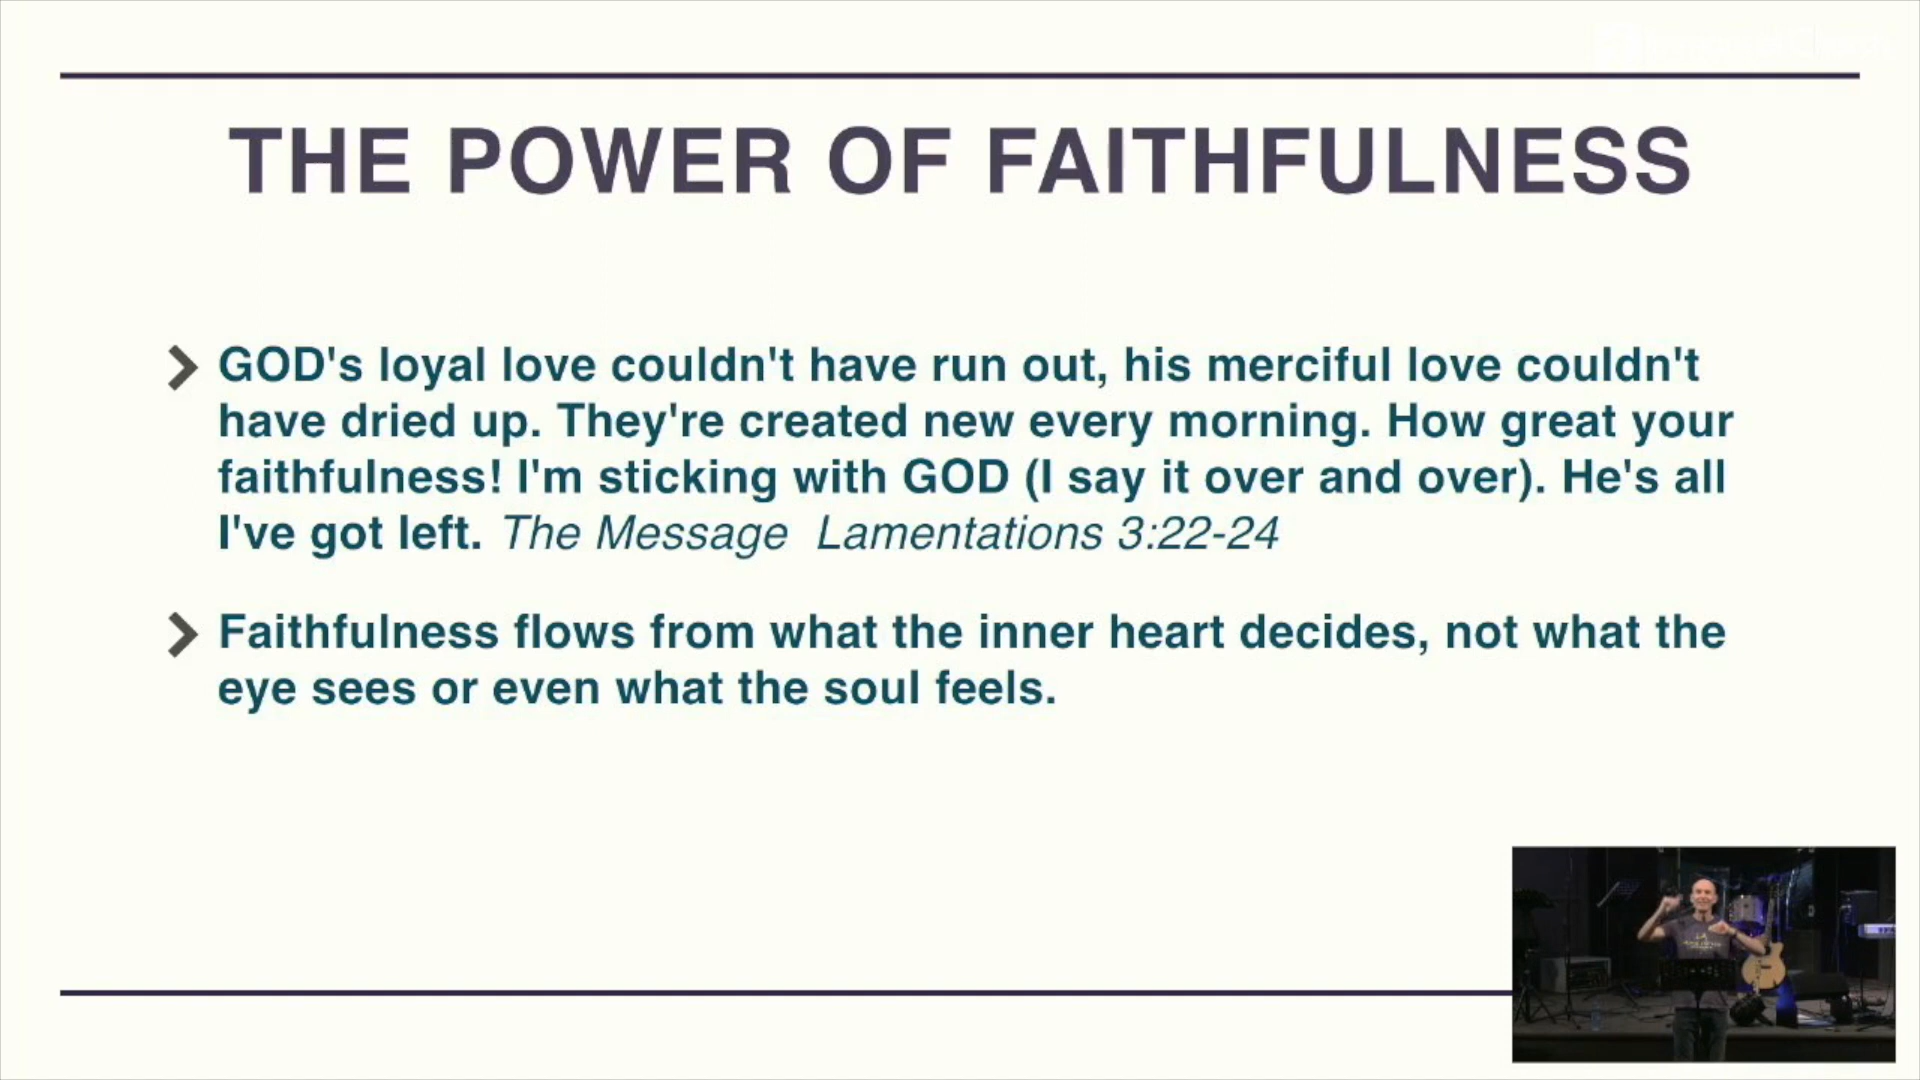 THE POWER OF FAITHFULNESS
GOD's loyal love couldn't have run out, his merciful love couldn't
have dried up. They're created new every morning. How great your
faithfulness! I'm sticking with GOD (I say it over and over). He's all
I've got left. The Message  Lamentations 3:22-24
Faithfulness flows from what the inner heart decides, not what the
eye sees or even what the soul feels.